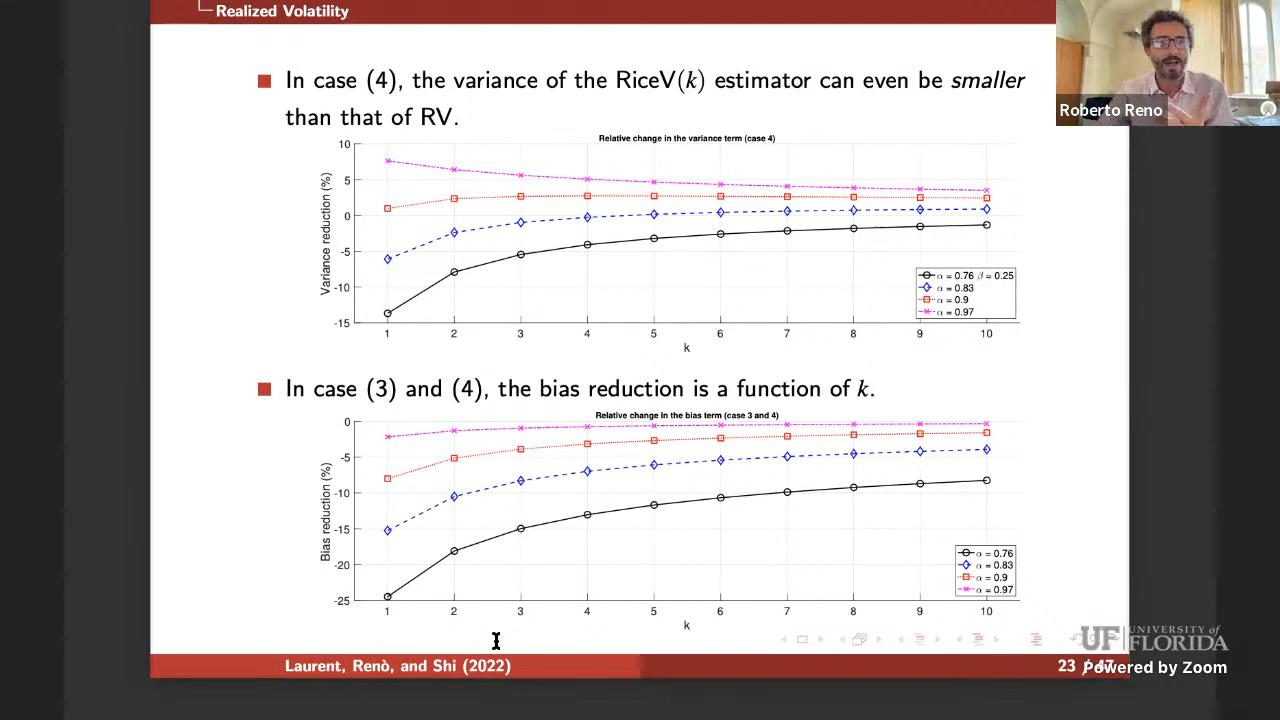 Realized Volatility
Roberto Reno
In case (4), the variance of the RiceV(k) estimator can even be smaller
than that of RV.
Relative change in the variance term (case 4)
Variance reduction (%)
10
5
0
-5
-10
-15
1 2 3 4 5 6 7 8 9 10
k
α = 0.76 β = 0.25
α = 0.83
α = 0.9
α = 0.97
In case (3) and (4), the bias reduction is a function of k.
Relative change in the bias term (case 3 and 4)
Bias reduction (%)
0
-5
-10
-15
-20
-25
1 2 3 4 5 6 7 8 9 10
k
α = 0.76
α = 0.83
α = 0.9
α = 0.97
UF UNIVERSITY of
FLORIDA
Laurent, Renò, and Shi (2022)
23 / 47
Powered by Zoom